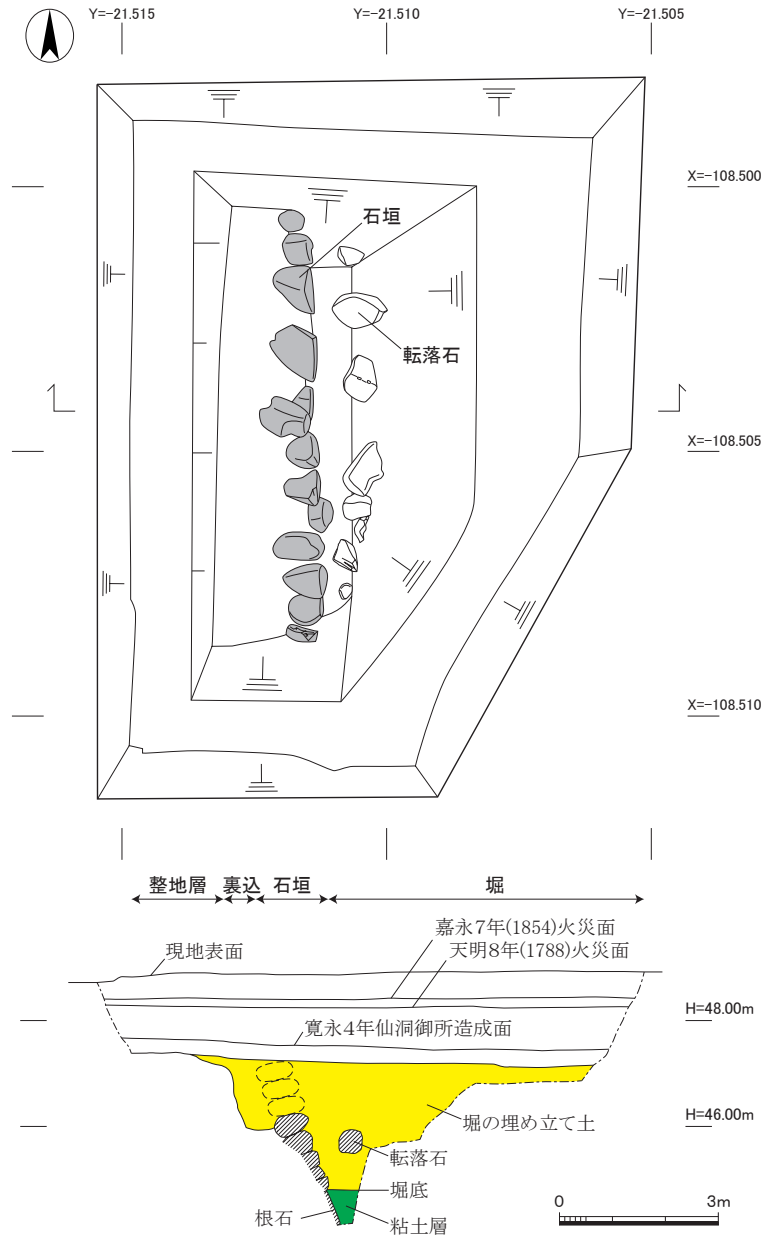 Y=-21.515 Y=-21.510 Y=-21.505
X=-108.500
石垣
転落石
X=-108.505
X=-108.510
整地層 裏込 石垣 堀
嘉永7年(1854)火災面
現地表面
天明8年(1788)火災面
H=48.00m
寛永4年仙洞御所造成面
H=46.00m
堀の埋め立て土
転落石
堀底
根石
粘土層
0 3m